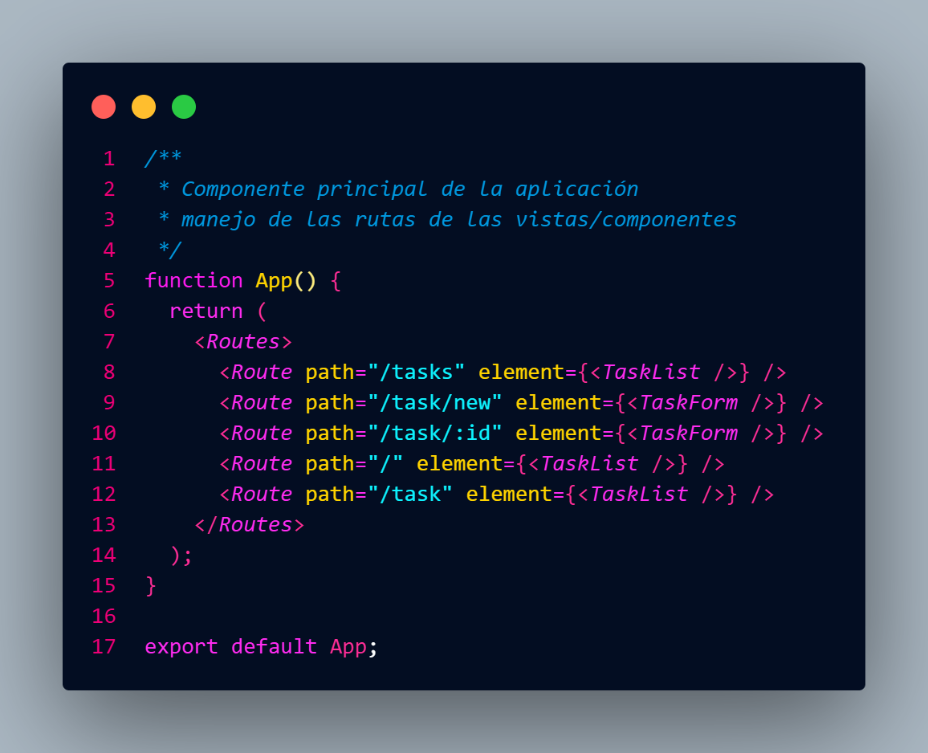 1 /**
2  * Componente principal de la aplicación
3  * manejo de las rutas de las vistas/componentes
4  */
5 function App() {
6   return (
7     <Routes>
8       <Route path="/tasks" element={<TaskList />} />
9       <Route path="/task/new" element={<TaskForm />} />
10       <Route path="/task/:id" element={<TaskForm />} />
11       <Route path="/" element={<TaskList />} />
12       <Route path="/task" element={<TaskList />} />
13     </Routes>
14   );
15 }
16
17 export default App;